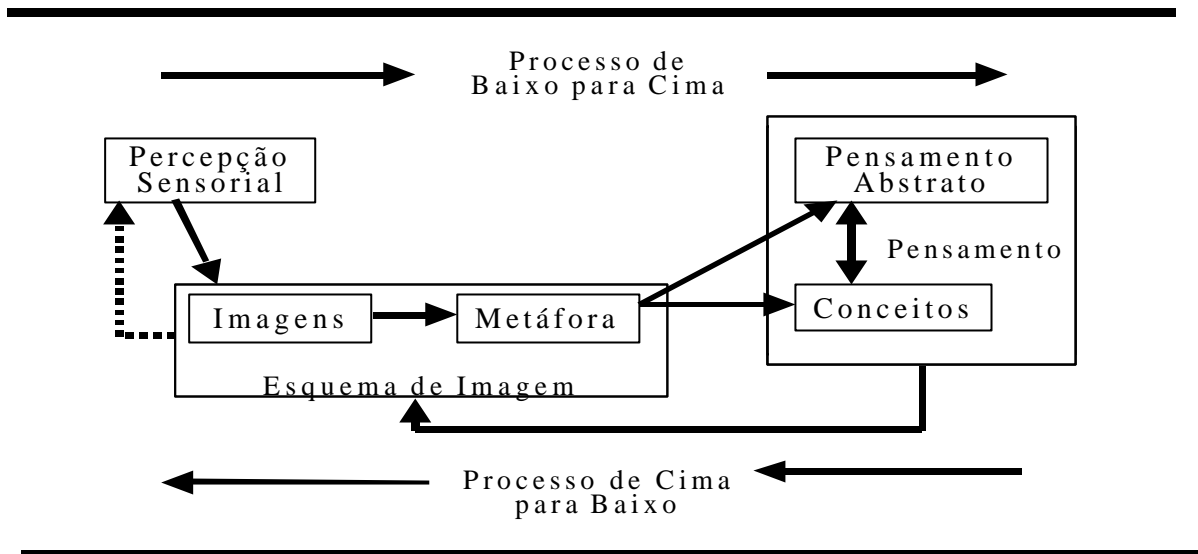 Processo de
Baixo para Cima
Percepção
Sensorial
Pensamento
Abstrato
Pensamento
Imagens
Metáfora
Conceitos
Esquema de Imagem
Processo de Cima
para Baixo